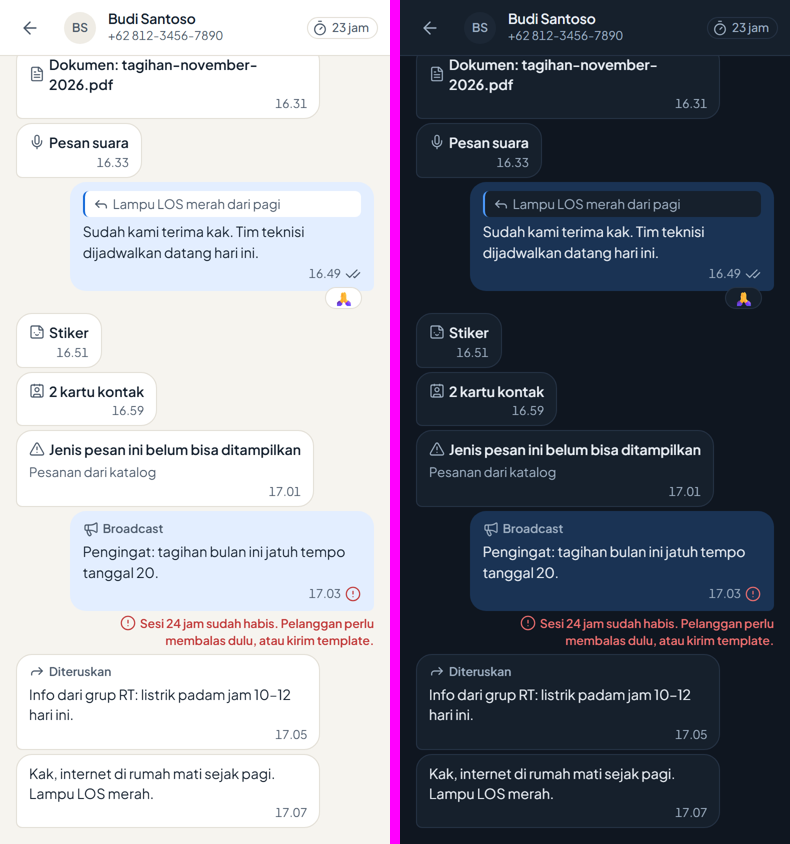 BS
Budi Santoso
+62 812-3456-7890
23 jam
Dokumen: tagihan-november-
2026.pdf
16.31
Pesan suara
16.33
Lampu LOS merah dari pagi
Sudah kami terima kak. Tim teknisi
dijadwalkan datang hari ini.
16.49
Stiker
16.51
2 kartu kontak
16.59
Jenis pesan ini belum bisa ditampilkan
Pesanan dari katalog
17.01
Broadcast
Pengingat: tagihan bulan ini jatuh tempo
tanggal 20.
17.03
Sesi 24 jam sudah habis. Pelanggan perlu
membalas dulu, atau kirim template.
Diteruskan
Info dari grup RT: listrik padam jam 10–12
hari ini.
17.05
Kak, internet di rumah mati sejak pagi.
Lampu LOS merah.
17.07
BS
Budi Santoso
+62 812-3456-7890
23 jam
Dokumen: tagihan-november-
2026.pdf
16.31
Pesan suara
16.33
Lampu LOS merah dari pagi
Sudah kami terima kak. Tim teknisi
dijadwalkan datang hari ini.
16.49
Stiker
16.51
2 kartu kontak
16.59
Jenis pesan ini belum bisa ditampilkan
Pesanan dari katalog
17.01
Broadcast
Pengingat: tagihan bulan ini jatuh tempo
tanggal 20.
17.03
Sesi 24 jam sudah habis. Pelanggan perlu
membalas dulu, atau kirim template.
Diteruskan
Info dari grup RT: listrik padam jam 10–12
hari ini.
17.05
Kak, internet di rumah mati sejak pagi.
Lampu LOS merah.
17.07